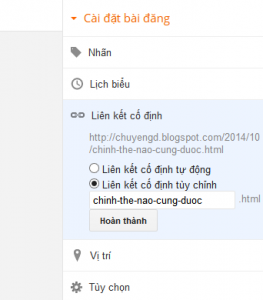 Cài đặt bài đăng
Nhãn
Lịch biểu
Liên kết cố định
http://chuyengd.blogspot.com/2014/10
/chinh-the-nao-cung-duoc.html
Liên kết cố định tự động
Liên kết cố định tùy chỉnh
chinh-the-nao-cung-duoc .html
Hoàn thành
Vị trí
Tùy chọn